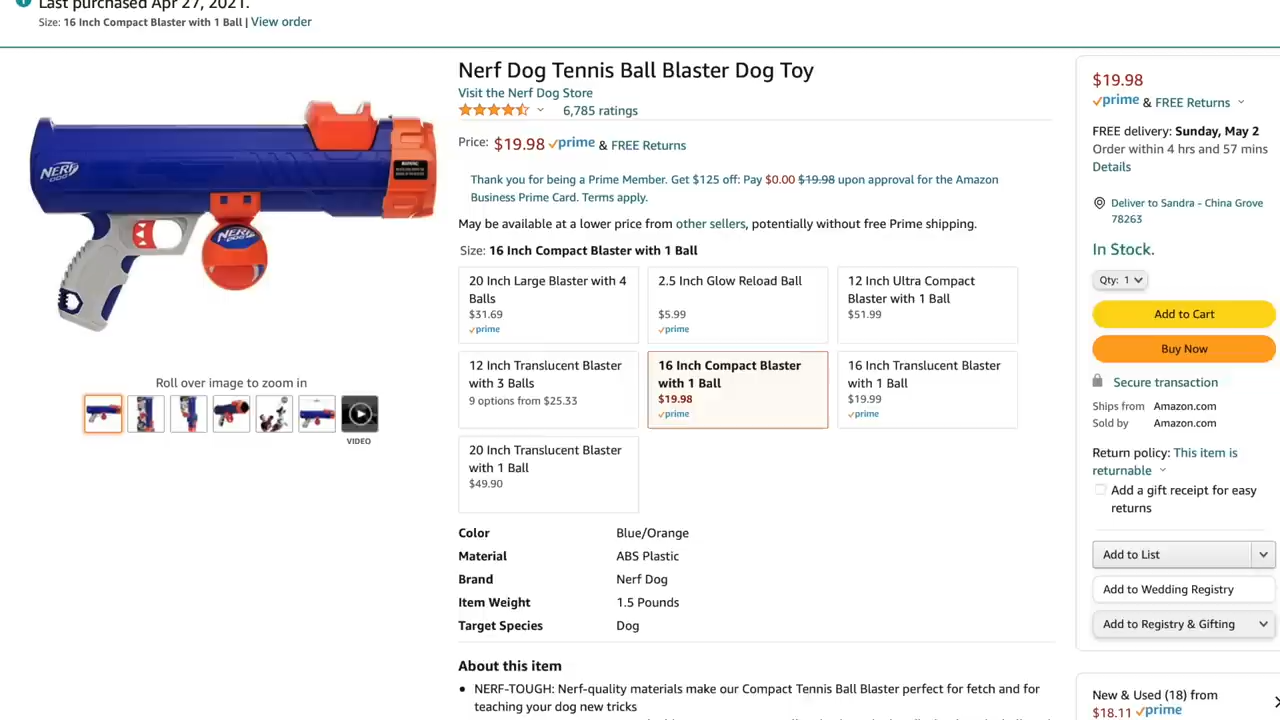 Last purchased Apr 27, 2021.
Size: 16 Inch Compact Blaster with 1 Ball | View order
Nerf Dog Tennis Ball Blaster Dog Toy
Visit the Nerf Dog Store
6,785 ratings
Price: $19.98 prime & FREE Returns
Thank you for being a Prime Member. Get $125 off: Pay $0.00 $19.98 upon approval for the Amazon
Business Prime Card. Terms apply.
May be available at a lower price from other sellers, potentially without free Prime shipping.
Size: 16 Inch Compact Blaster with 1 Ball
20 Inch Large Blaster with 4
Balls
$31.69
prime
2.5 Inch Glow Reload Ball
$5.99
prime
12 Inch Ultra Compact
Blaster with 1 Ball
$51.99
12 Inch Translucent Blaster
with 3 Balls
9 options from $25.33
16 Inch Compact Blaster
with 1 Ball
$19.98
prime
16 Inch Translucent Blaster
with 1 Ball
$19.99
prime
20 Inch Translucent Blaster
with 1 Ball
$49.90
Color Blue/Orange
Material ABS Plastic
Brand Nerf Dog
Item Weight 1.5 Pounds
Target Species Dog
About this item
NERF-TOUGH: Nerf-quality materials make our Compact Tennis Ball Blaster perfect for fetch and for
teaching your dog new tricks
NERF
DOG
WARNING
NERF
DOG
Roll over image to zoom in
VIDEO
$19.98
prime & FREE Returns
FREE delivery: Sunday, May 2
Order within 4 hrs and 57 mins
Details
Deliver to Sandra - China Grove
78263
In Stock.
Qty: 1
Add to Cart
Buy Now
Secure transaction
Ships from Amazon.com
Sold by Amazon.com
Return policy: This item is
returnable
Add a gift receipt for easy
returns
Add to List
Add to Wedding Registry
Add to Registry & Gifting
New & Used (18) from
$18.11 prime